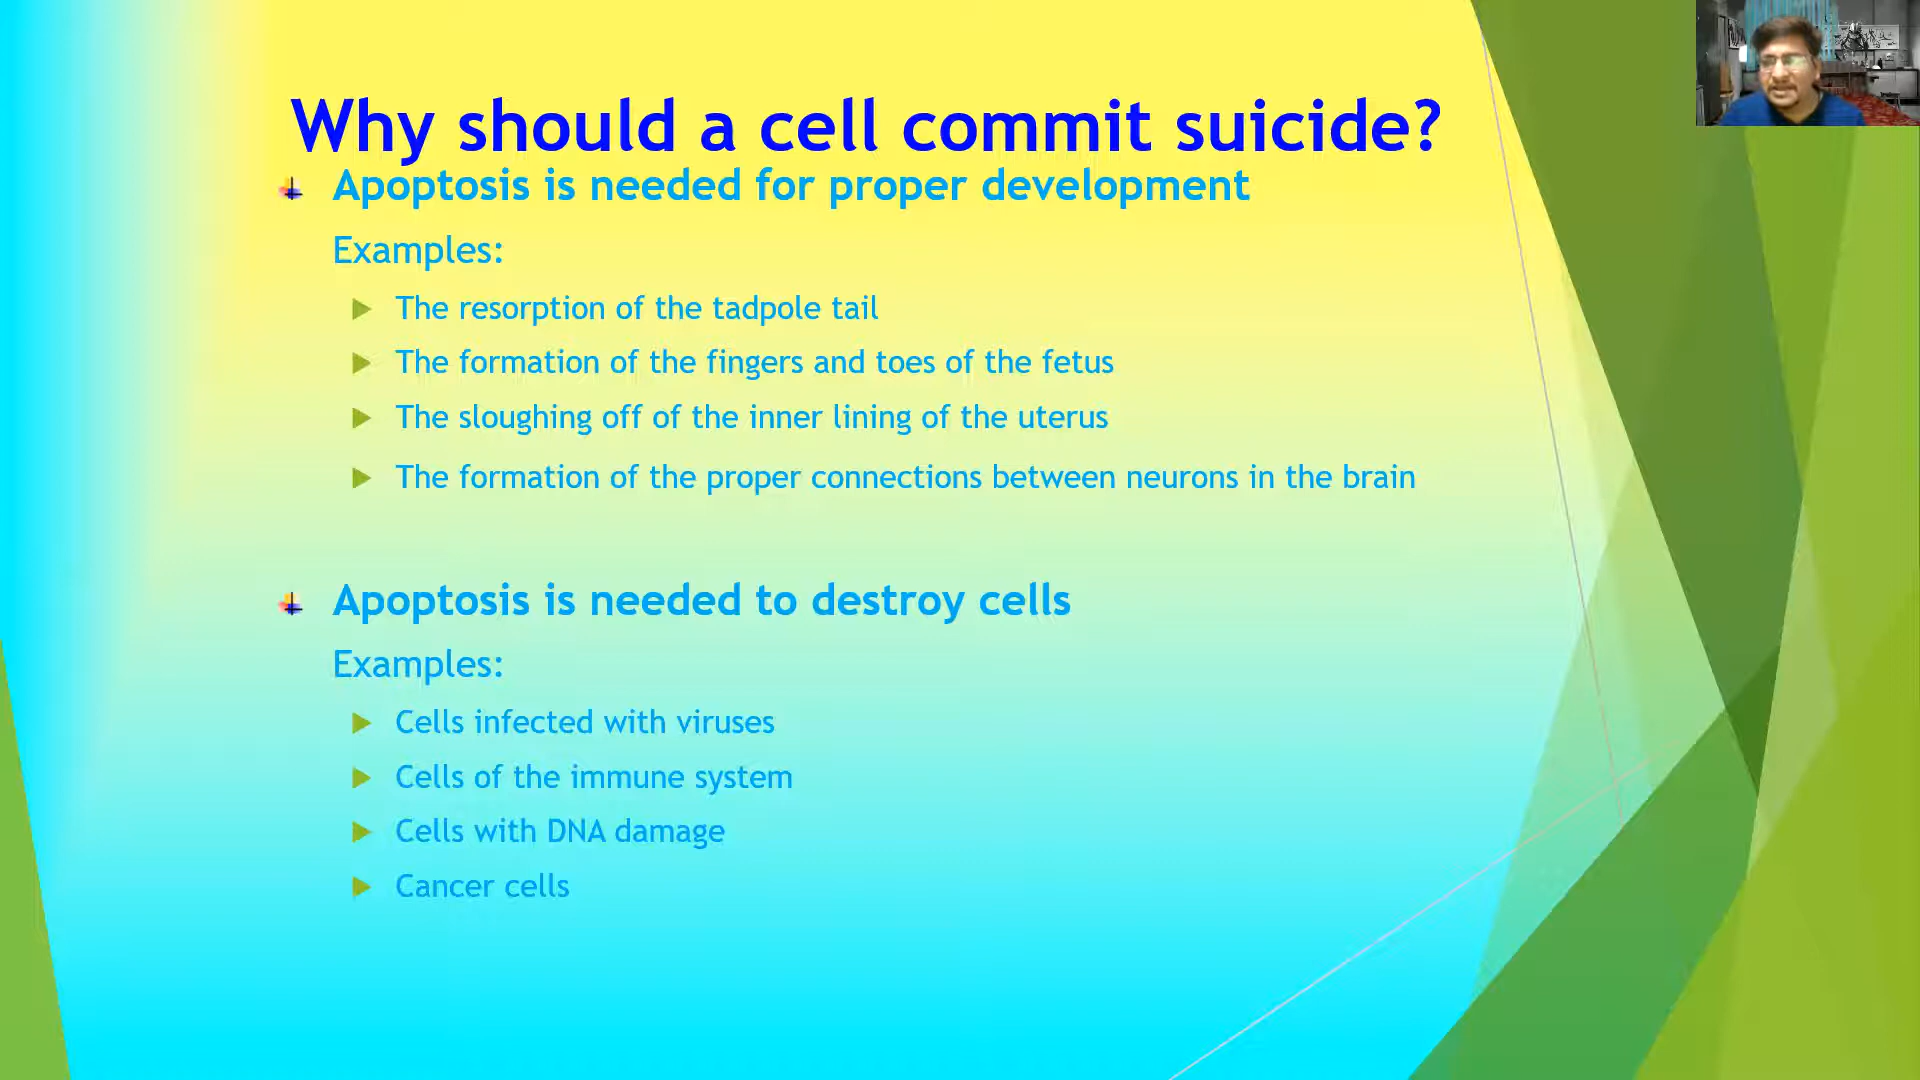 Why should a cell commit suicide?
Apoptosis is needed for proper development
Examples:
The resorption of the tadpole tail
The formation of the fingers and toes of the fetus
The sloughing off of the inner lining of the uterus
The formation of the proper connections between neurons in the brain
Apoptosis is needed to destroy cells
Examples:
Cells infected with viruses
Cells of the immune system
Cells with DNA damage
Cancer cells